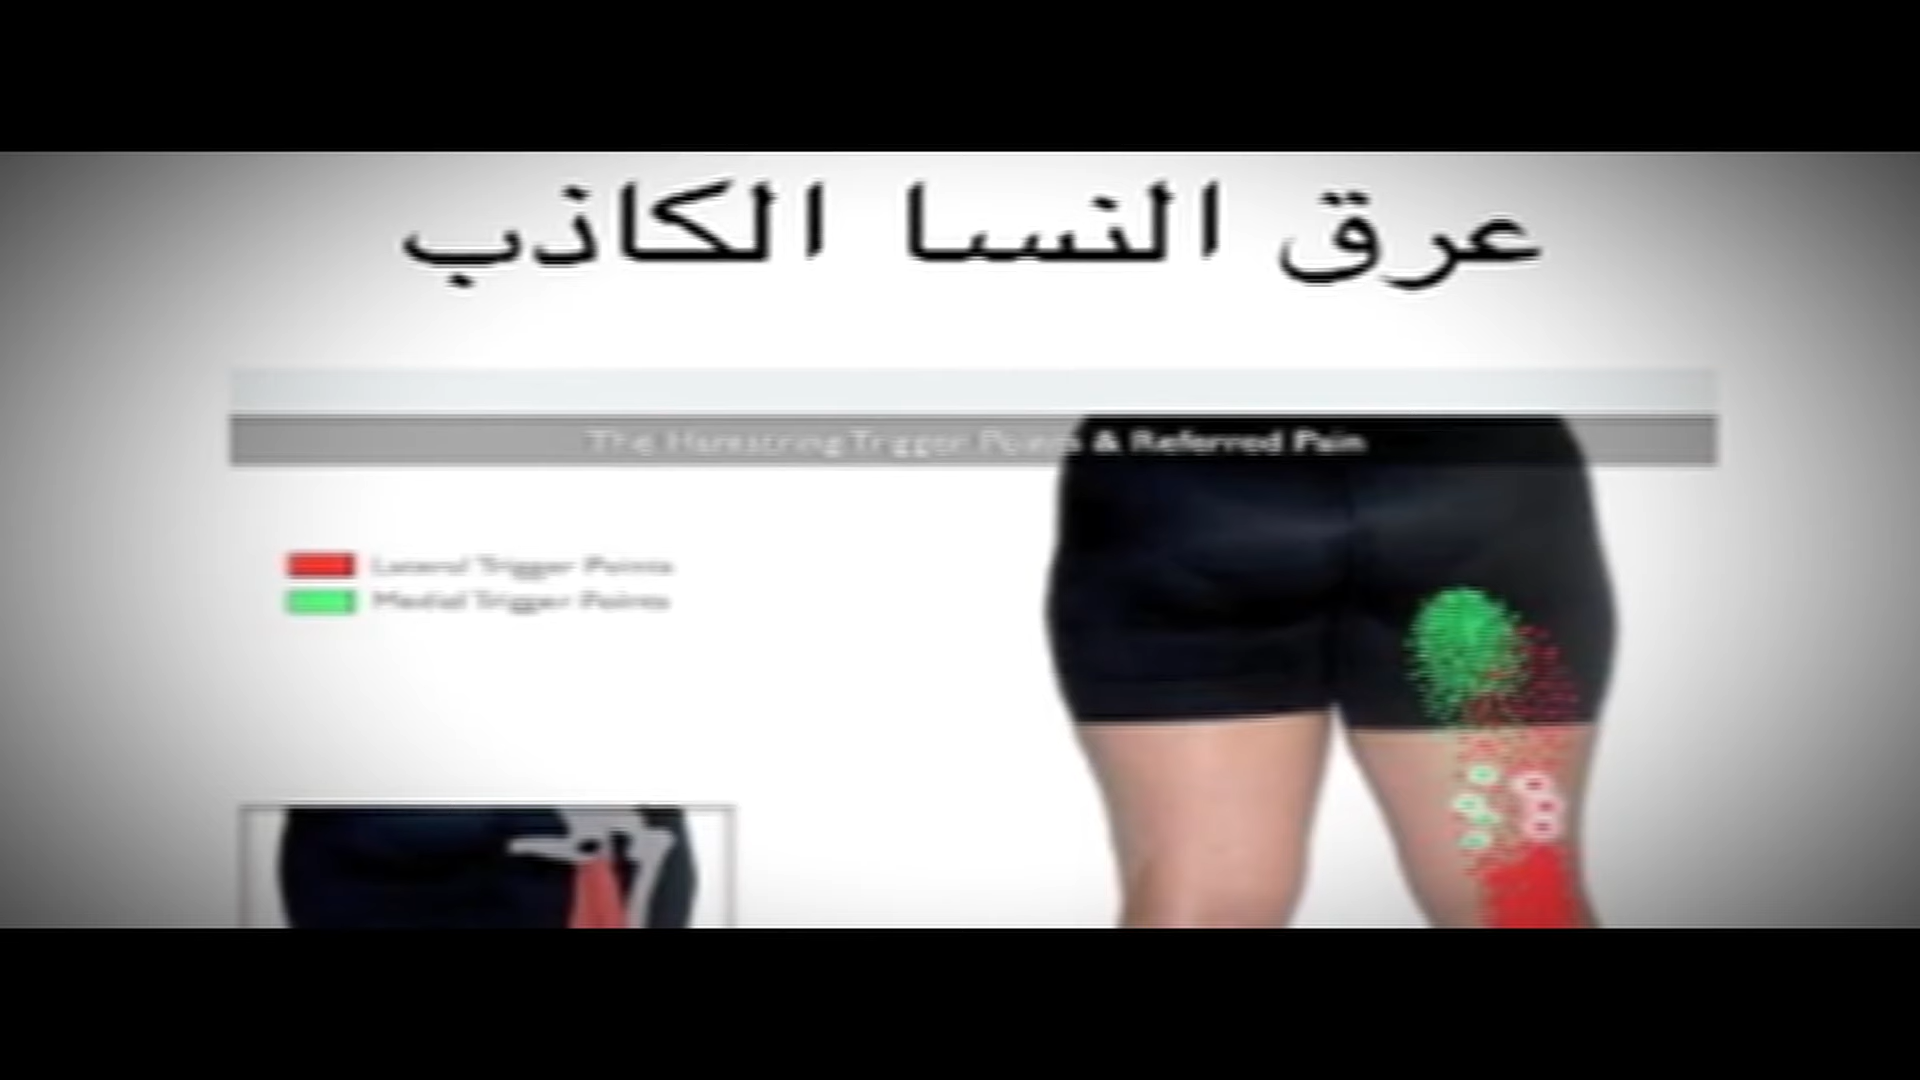 عرق النسا الكاذب
The Hamstring Trigger Points & Referred Pain
Lateral Trigger Points
Medial Trigger Points